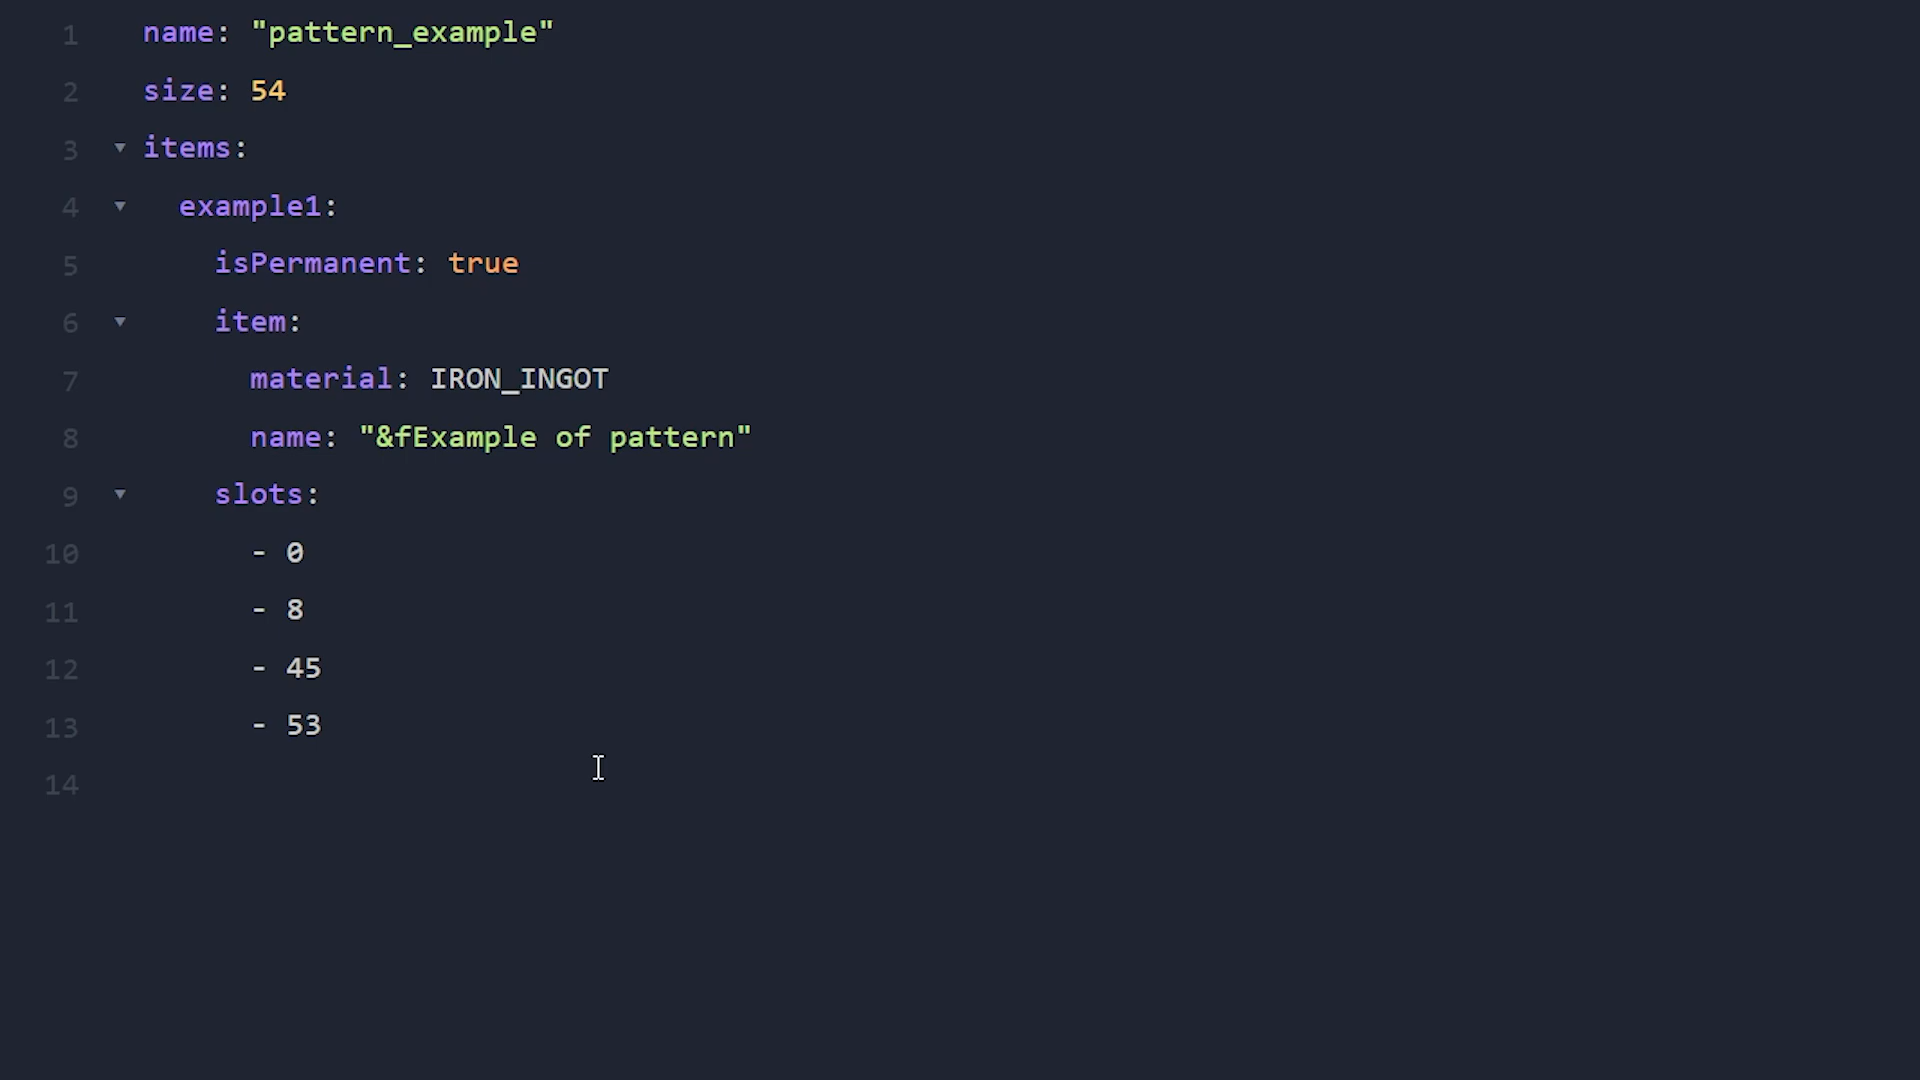 1 name: "pattern_example"
2 size: 54
3 items:
4   example1:
5     isPermanent: true
6     item:
7       material: IRON_INGOT
8       name: "&fExample of pattern"
9     slots:
10       - 0
11       - 8
12       - 45
13       - 53
14